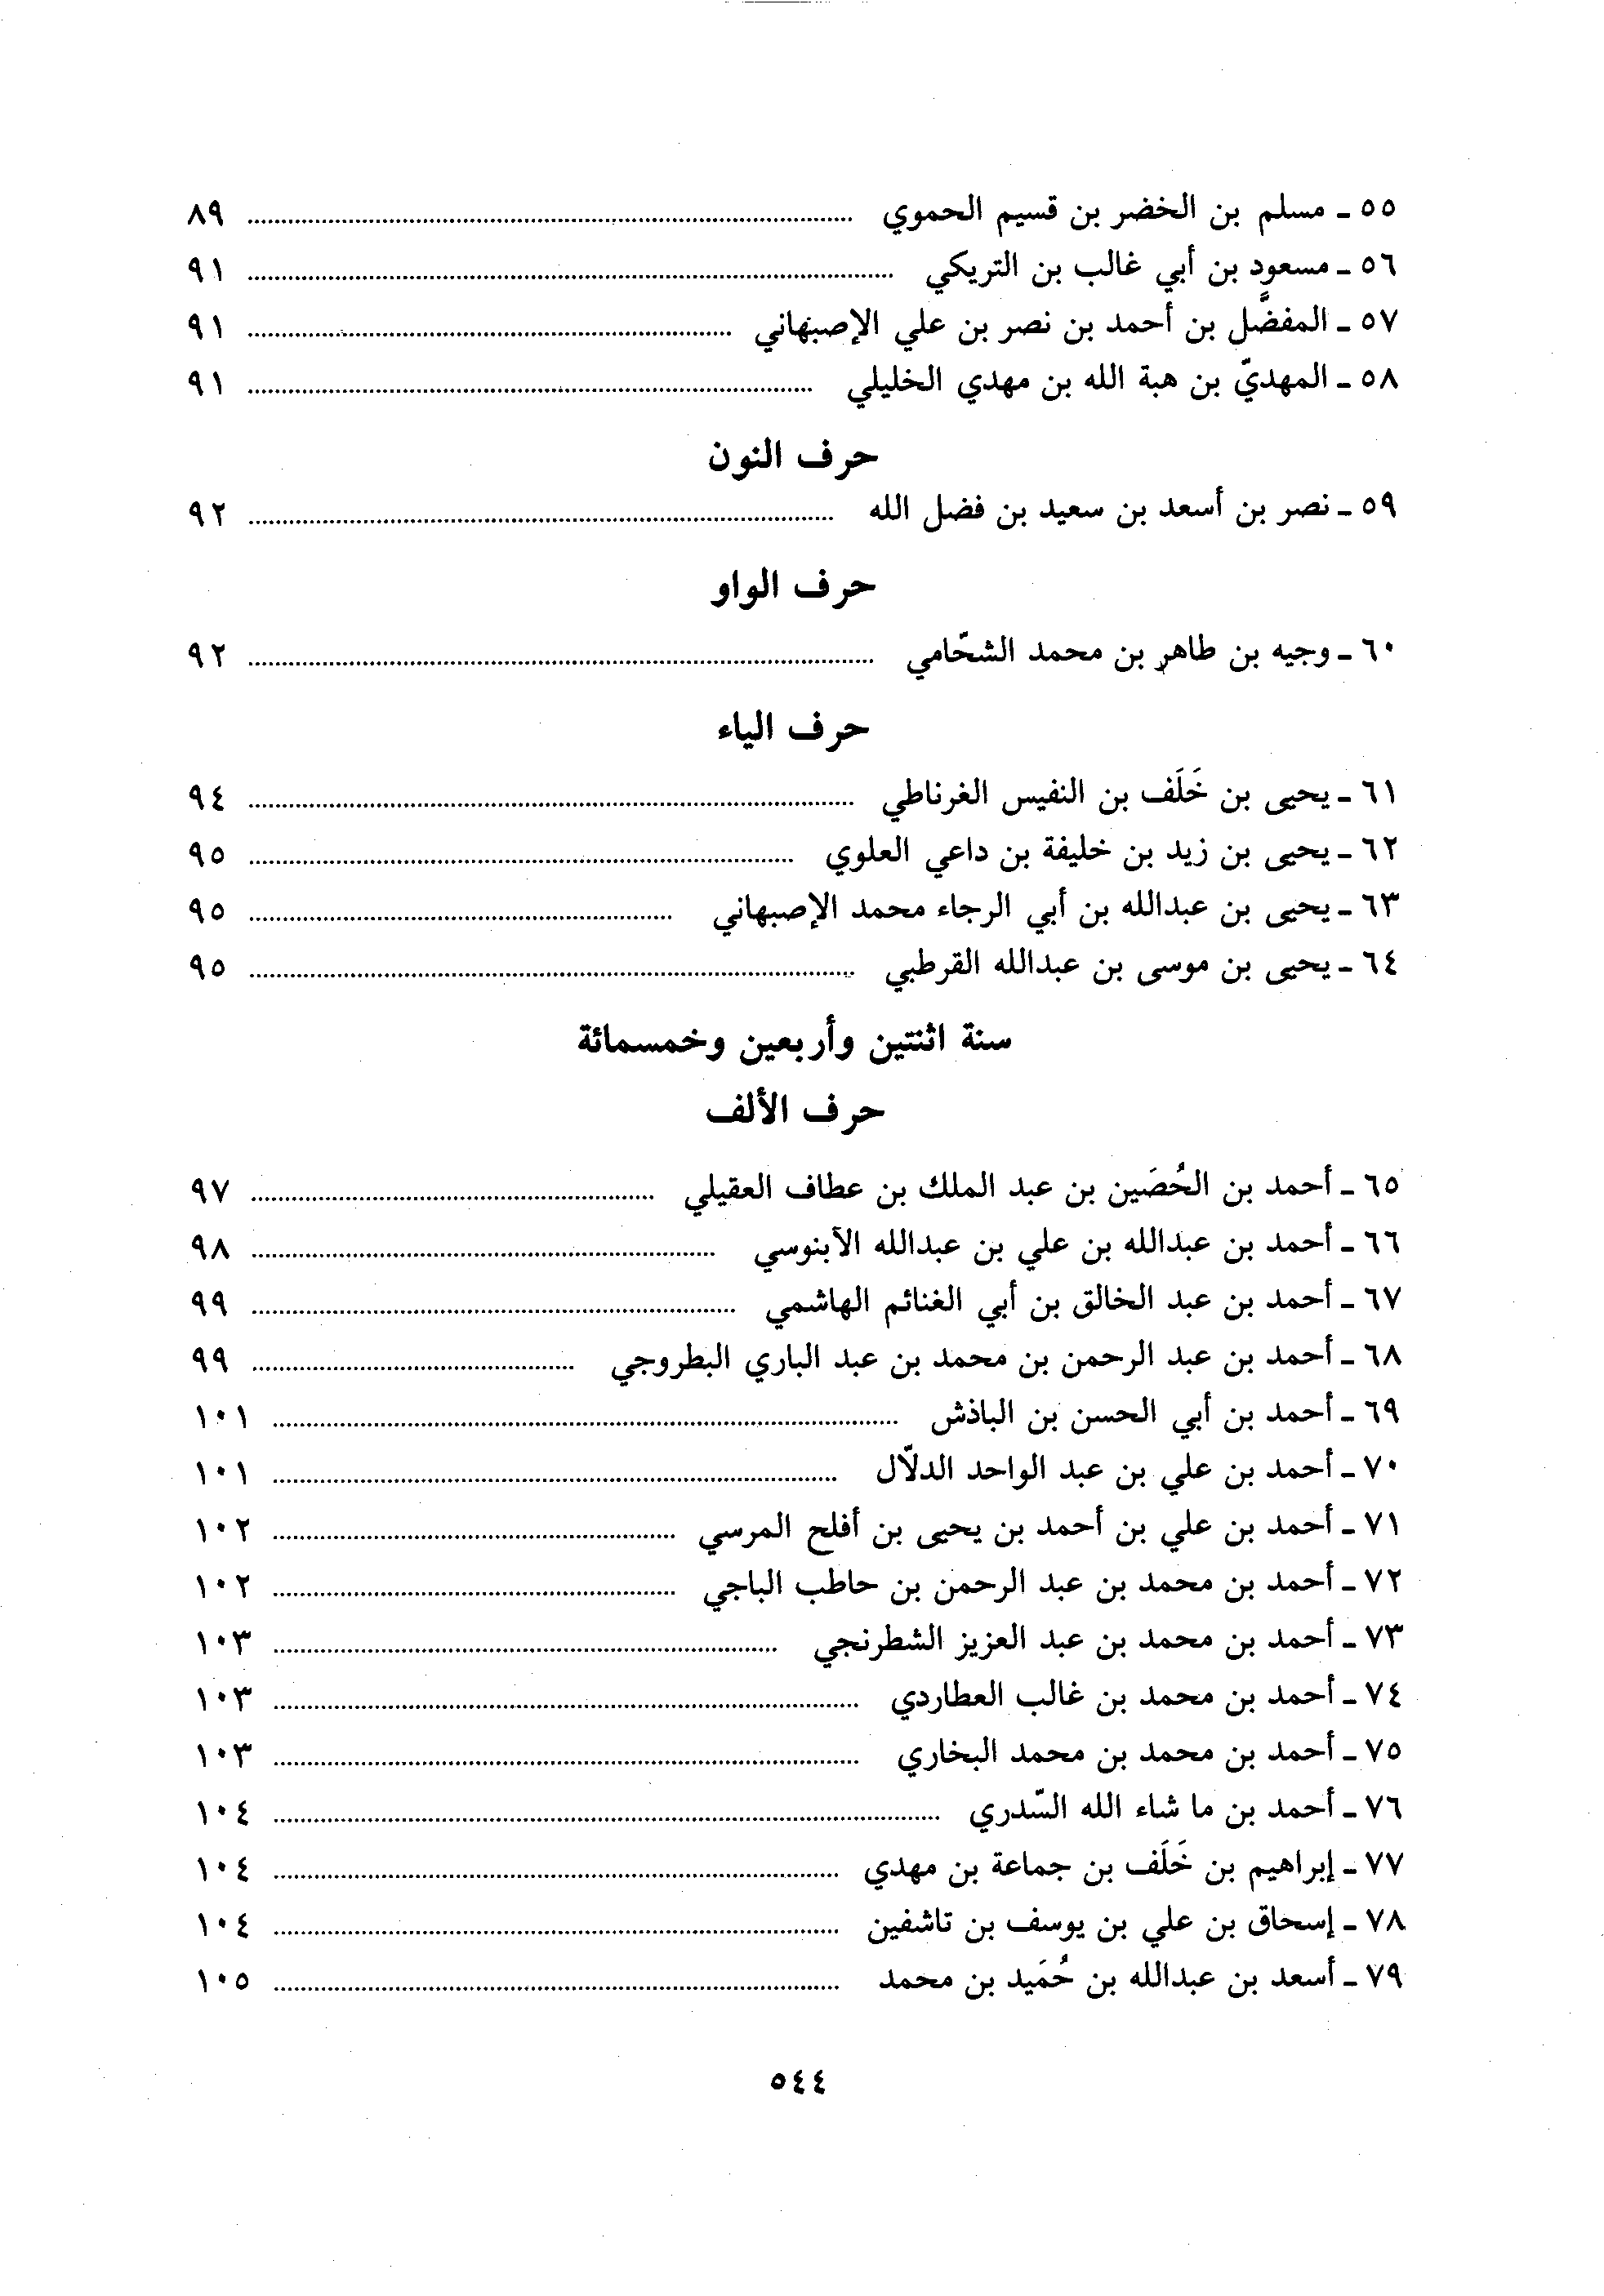 ٥٥ ـ مسلم بن الخضر بن قسيم الحموي ........ ٨٩
٥٦ ـ مسعود بن أبي غالب بن التريكي ........ ٩١
٥٧ ـ المفضَّل بن أحمد بن نصر بن علي الإصبهاني ........ ٩١
٥٨ ـ المهديّ بن هبة الله بن مهدي الخليلي ........ ٩١
حرف النون
٥٩ ـ نصر بن أسعد بن سعيد بن فضل الله ........ ٩٢
حرف الواو
٦٠ ـ وجيه بن طاهر بن محمد الشحّامي ........ ٩٢
حرف الياء
٦١ ـ يحيى بن خَلَف بن النفيس الغرناطي ........ ٩٤
٦٢ ـ يحيى بن زيد بن خليفة بن داعي العلوي ........ ٩٥
٦٣ ـ يحيى بن عبدالله بن أبي الرجاء محمد الإصبهاني ........ ٩٥
٦٤ ـ يحيى بن موسى بن عبدالله القرطبي ........ ٩٥
سنة اثنتين وأربعين وخمسمائة
حرف الألف
٦٥ ـ أحمد بن الحُصَين بن عبد الملك بن عطاف العقيلي ........ ٩٧
٦٦ ـ أحمد بن عبدالله بن علي بن عبدالله الآبنوسي ........ ٩٨
٦٧ ـ أحمد بن عبد الخالق بن أبي الغنائم الهاشمي ........ ٩٩
٦٨ ـ أحمد بن عبد الرحمن بن محمد بن عبد الباري البطروجي ........ ٩٩
٦٩ ـ أحمد بن أبي الحسن بن الباذش ........ ١٠١
٧٠ ـ أحمد بن علي بن عبد الواحد الدلّال ........ ١٠١
٧١ ـ أحمد بن علي بن أحمد بن يحيى بن أفلح المرسي ........ ١٠٢
٧٢ ـ أحمد بن محمد بن عبد الرحمن بن حاطب الباجي ........ ١٠٢
٧٣ ـ أحمد بن محمد بن عبد العزيز الشطرنجي ........ ١٠٣
٧٤ ـ أحمد بن محمد بن غالب العطاردي ........ ١٠٣
٧٥ ـ أحمد بن محمد بن محمد البخاري ........ ١٠٣
٧٦ ـ أحمد بن ما شاء الله السّدري ........ ١٠٤
٧٧ ـ إبراهيم بن خَلَف بن جماعة بن مهدي ........ ١٠٤
٧٨ ـ إسحاق بن علي بن يوسف بن تاشفين ........ ١٠٤
٧٩ ـ أسعد بن عبدالله بن حُمَيد بن محمد ........ ١٠٥
٥٤٤